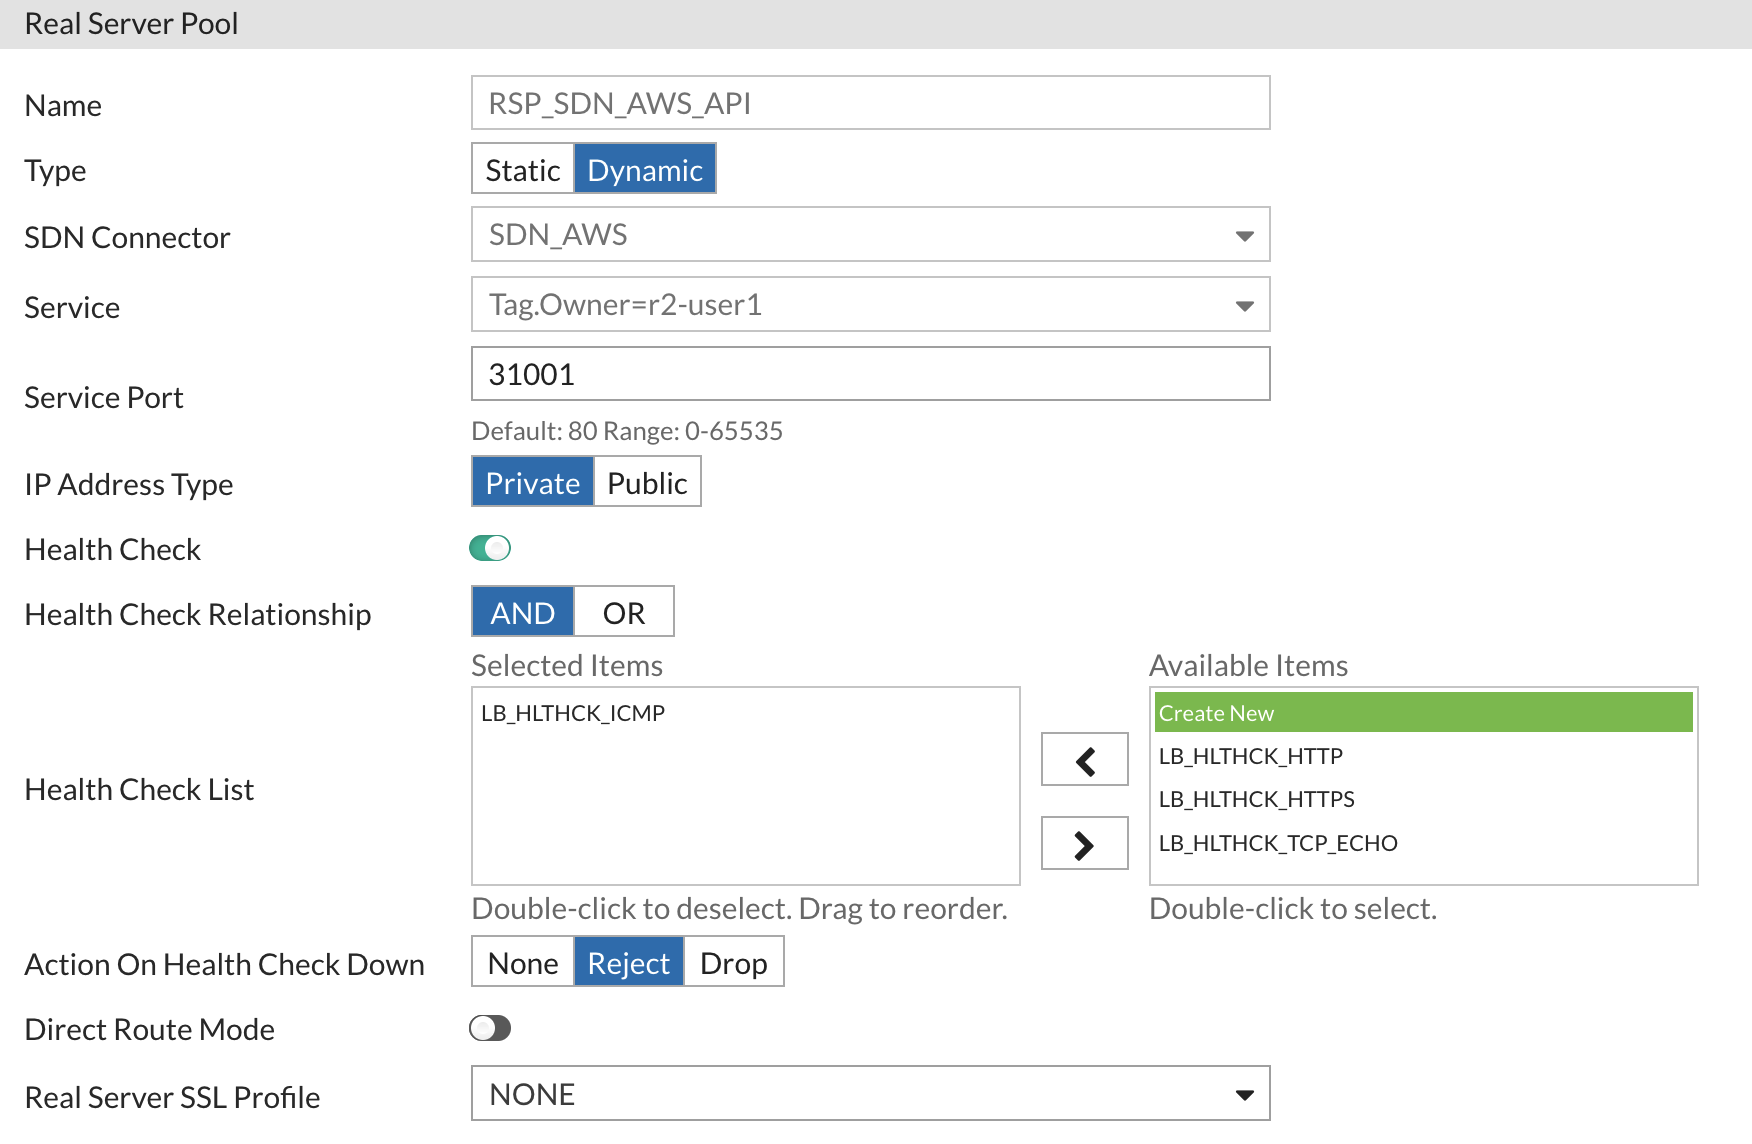 Real Server Pool
Name
RSP_SDN_AWS_API
Type
Static Dynamic
SDN Connector
SDN_AWS
Service
Tag.Owner=r2-user1
Service Port
31001
Default: 80 Range: 0-65535
IP Address Type
Private Public
Health Check
Health Check Relationship
AND OR
Selected Items
Available Items
Health Check List
LB_HLTHCK_ICMP
Create New
LB_HLTHCK_HTTP
LB_HLTHCK_HTTPS
LB_HLTHCK_TCP_ECHO
Double-click to deselect. Drag to reorder.
Double-click to select.
Action On Health Check Down
None Reject Drop
Direct Route Mode
Real Server SSL Profile
NONE